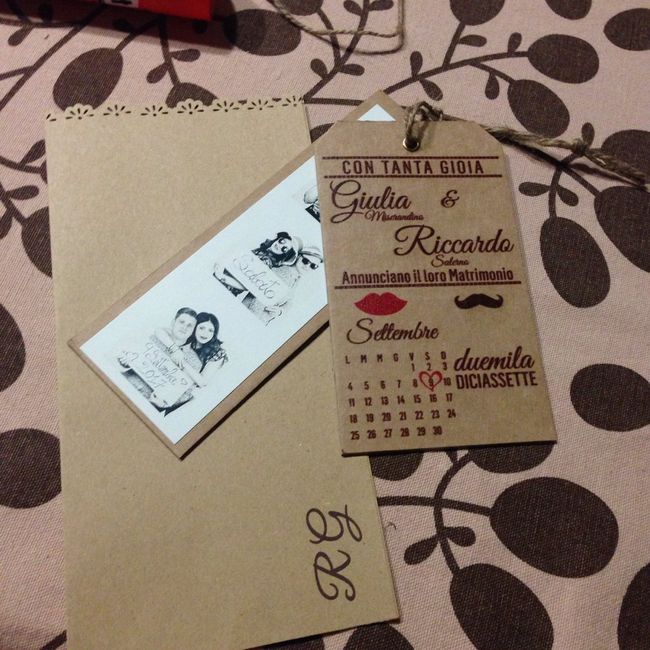 CON TANTA GIOIA
Giulia &
Miserandino
Riccardo
Salerno
Annunciano il loro Matrimonio
Settembre
duemila
DICIASSETTE
L M M G V S D
1 2 3
4 5 6 7 8 9 10
11 12 13 14 15 16 17
18 19 20 21 22 23 24
25 26 27 28 29 30
RG